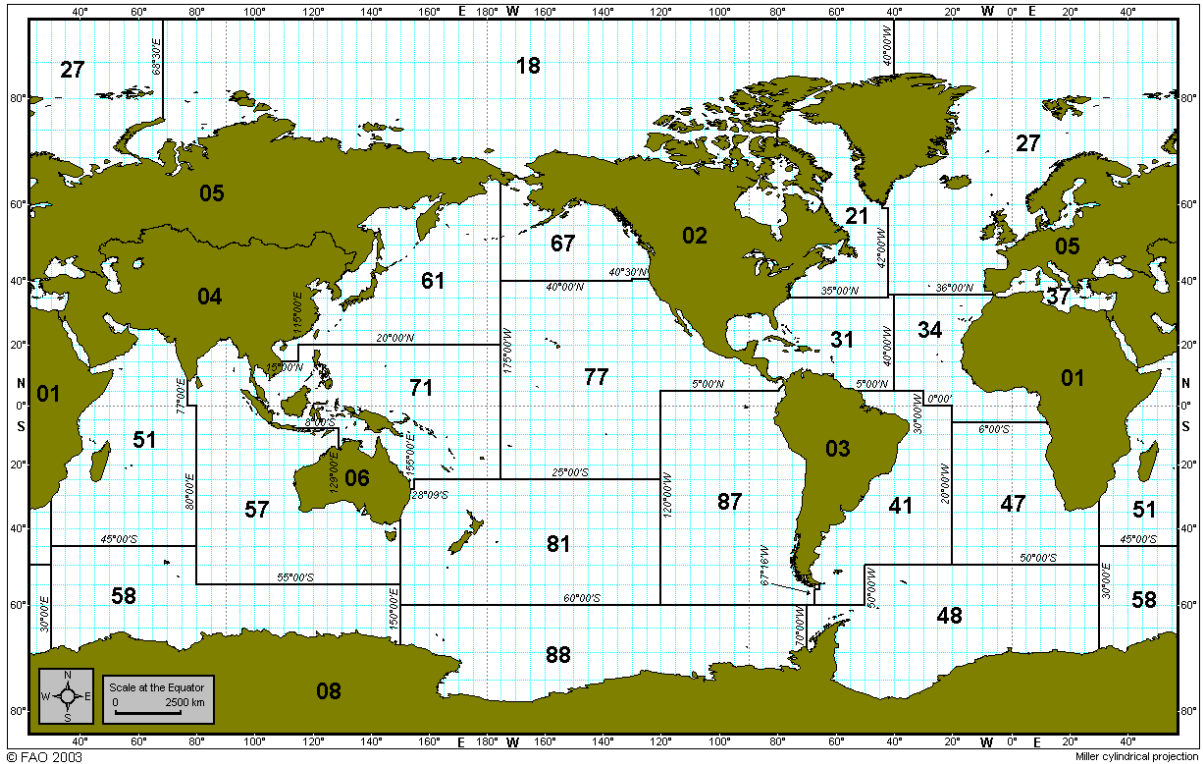 40° 60° 80° 100° 120° 140° 160° E 180° W 160° 140° 120° 100° 80° 60° 40° 20° W 0° E 20° 40°
27
68°30'E
18
40°00'W
80°
80°
27
05
60°
21
60°
67
02
42°00'W
05
40°30'N
61
40°
40°00'N
35°00'N
36°00'N
37
40°
04
115°00'E
20°00'N
175°00'W
31
40°00'W
34
20°
15°00'N
20°
N
01
77°00'E
71
77
5°00'N
5°00'N
01
N
0°
0°00'
0°
S
8°00'S
30°00'W
6°00'S
S
51
155°00'E
03
20°
129°00'E
06
25°00'S
20°
80°00'E
57
28°09'S
120°00'W
87
41
20°00'W
47
51
40°
45°00'S
81
45°00'S
40°
67°16'W
50°00'S
55°00'S
50°00'W
58
30°00'E
150°00'E
60°00'S
70°00'W
48
30°00'E
58
60°
60°
88
N
W E
S
Scale at the Equator
0 2500 km
08
80°
80°
40° 60° 80° 100° 120° 140° E 180° W 160° 140° 120° 100° 80° 60° 40° 20° W 0° E 20° 40°
© FAO 2003
Miller cylindrical projection